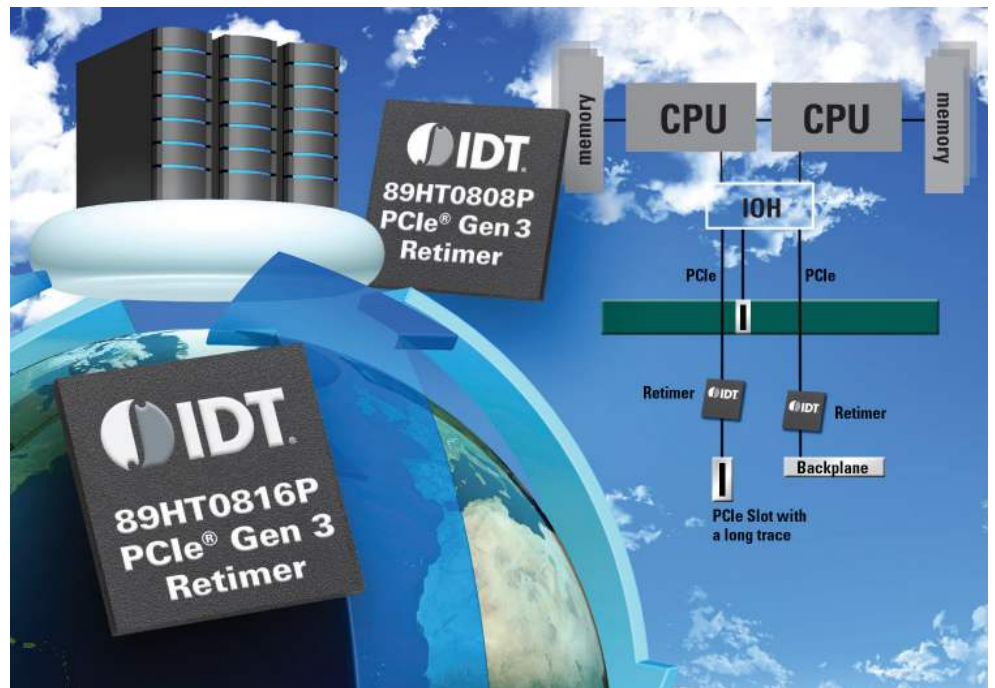 IDT.
89HT0808P
PCIe® Gen 3
Retimer
IDT.
89HT0816P
PCIe® Gen 3
Retimer
memory
CPU
CPU
memory
IOH
PCIe
PCIe
Retimer
IDT
IDT
Retimer
Backplane
PCIe Slot with
a long trace